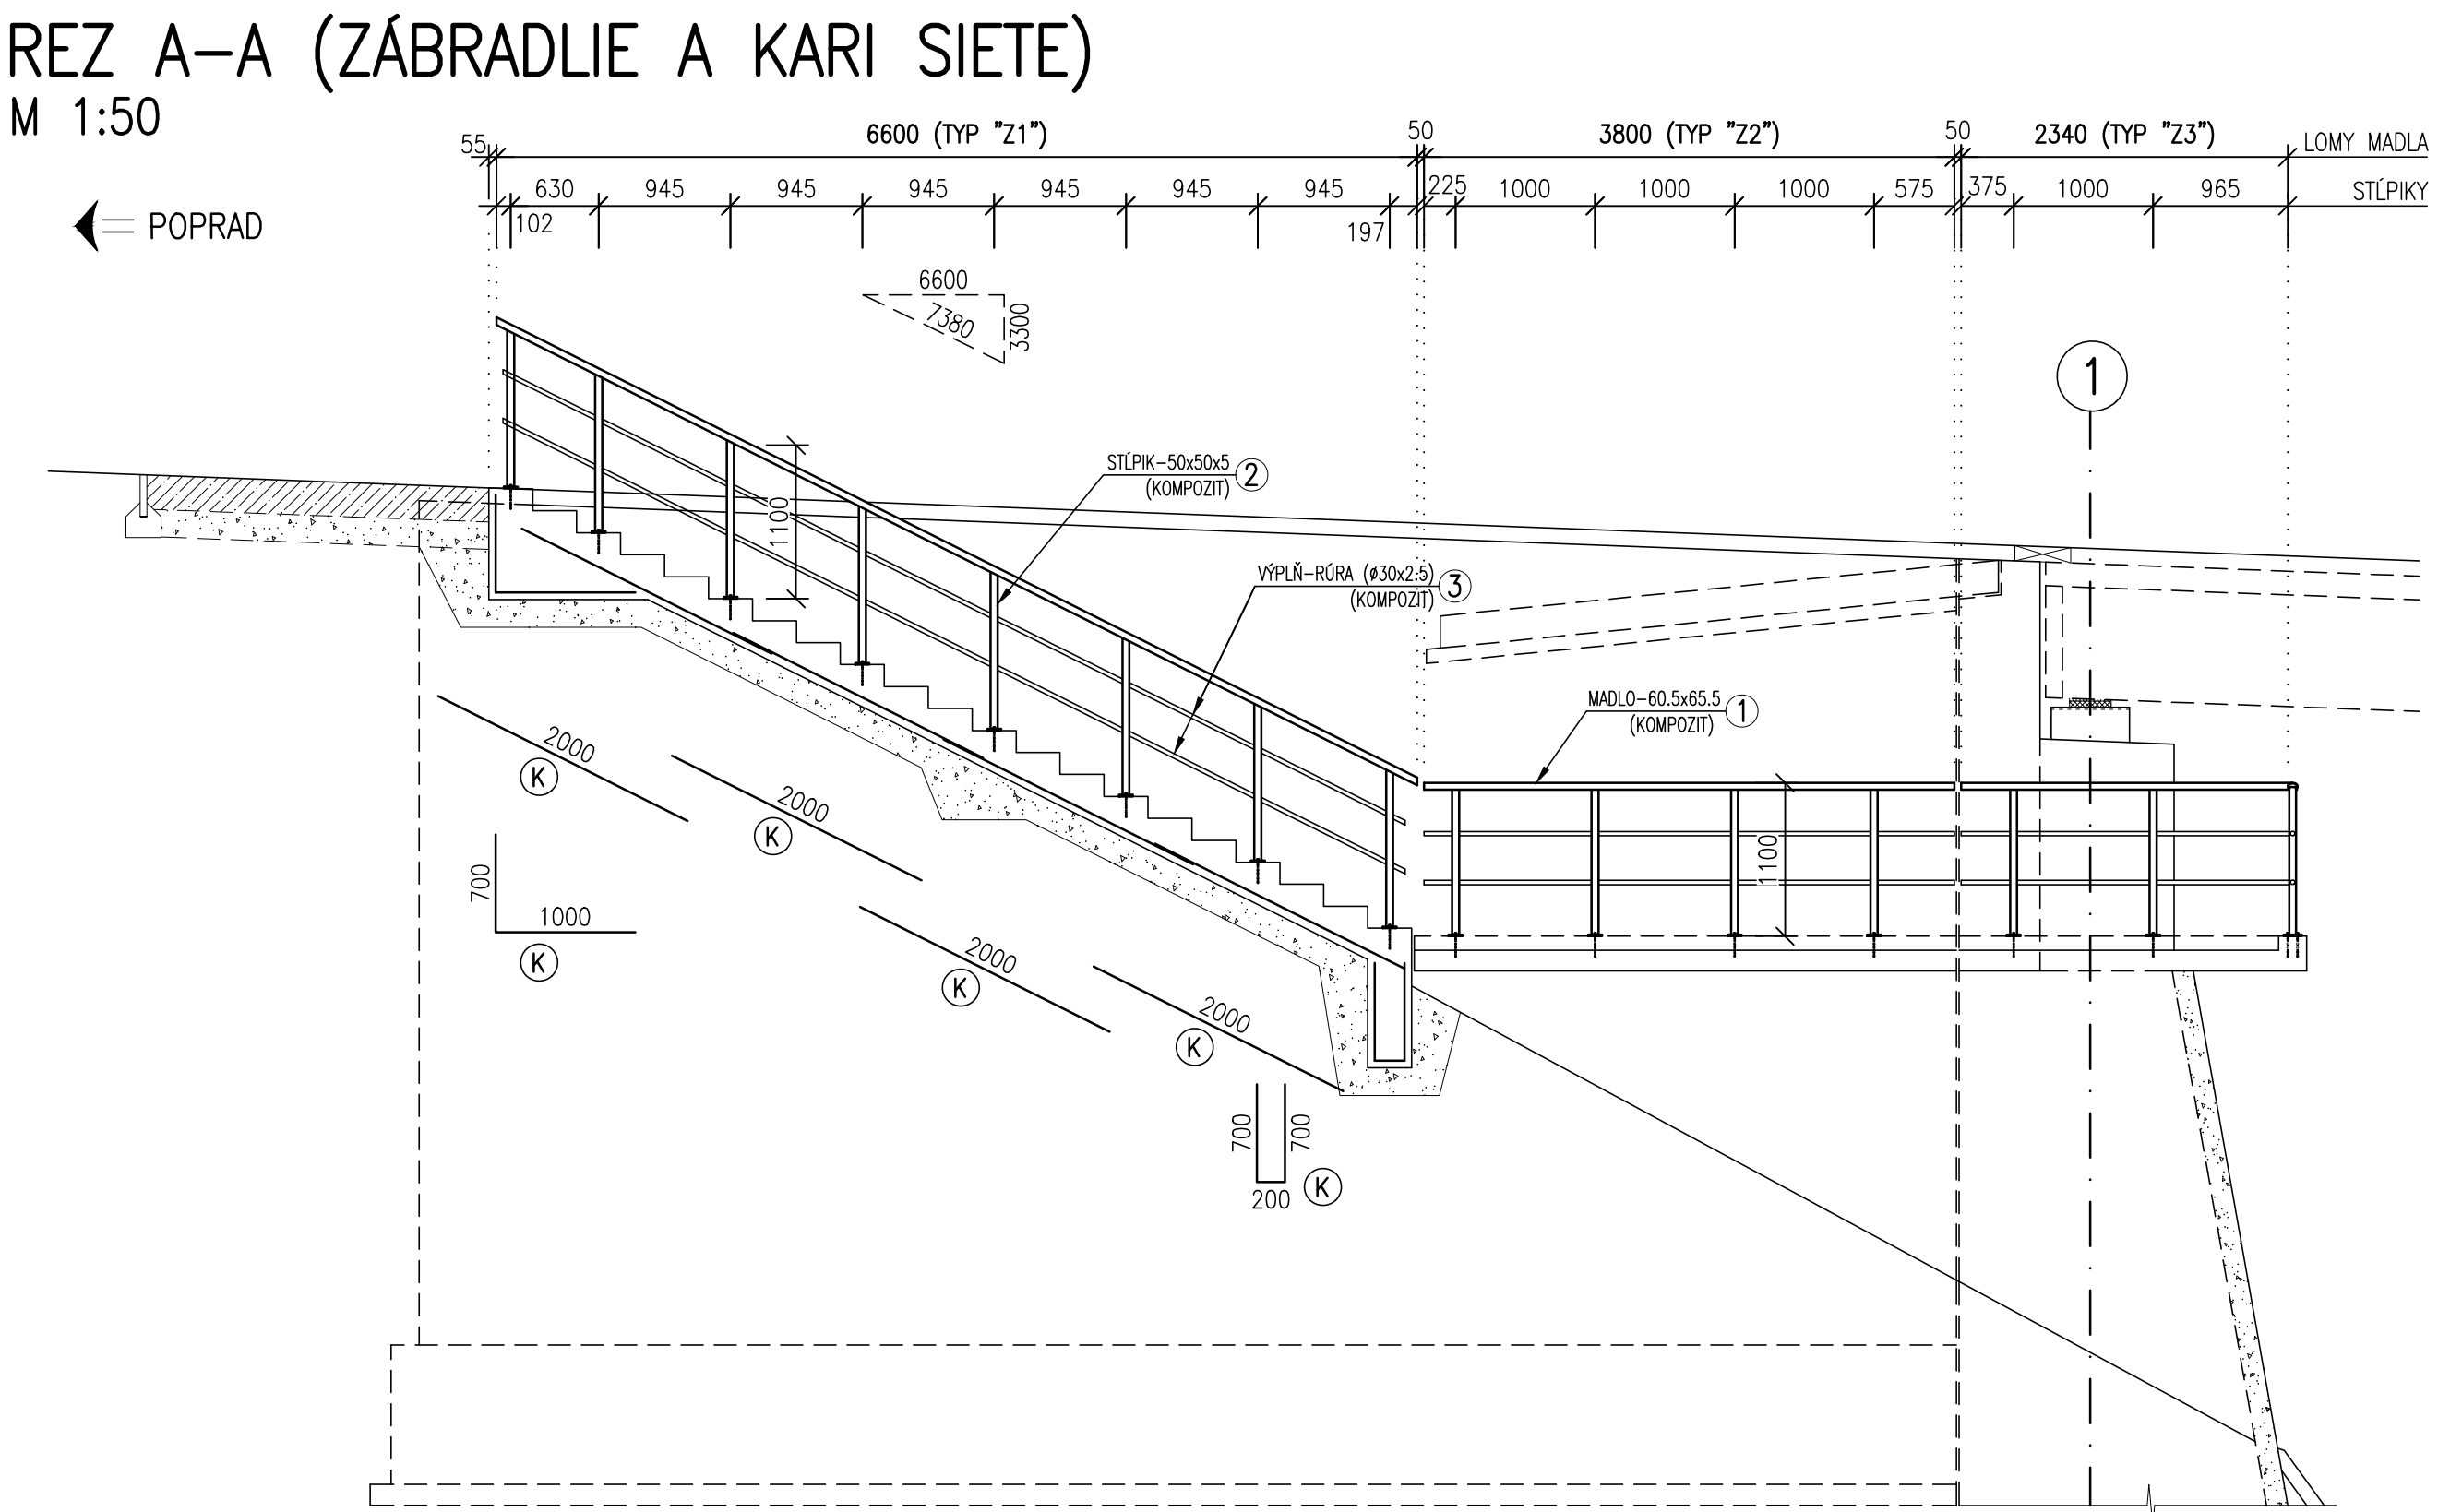 REZ A-A (ZÁBRADLIE A KARI SIETE)
M 1:50
55 6600 (TYP "Z1") 50 3800 (TYP "Z2") 50 2340 (TYP "Z3") LOMY MADLA
630 945 945 945 945 945 945 225 1000 1000 1000 575 375 1000 965 STĹPIKY
102 197
POPRAD
6600
7380
3300
1
STĹPIK-50x50x5 2
(KOMPOZIT)
1100
VÝPLŇ-RÚRA (ø30x2.5) 3
(KOMPOZIT)
MADLO-60.5x65.5 1
(KOMPOZIT)
2000
K
2000
K
1100
700
1000
K
2000
K
2000
K
700
700
200
K